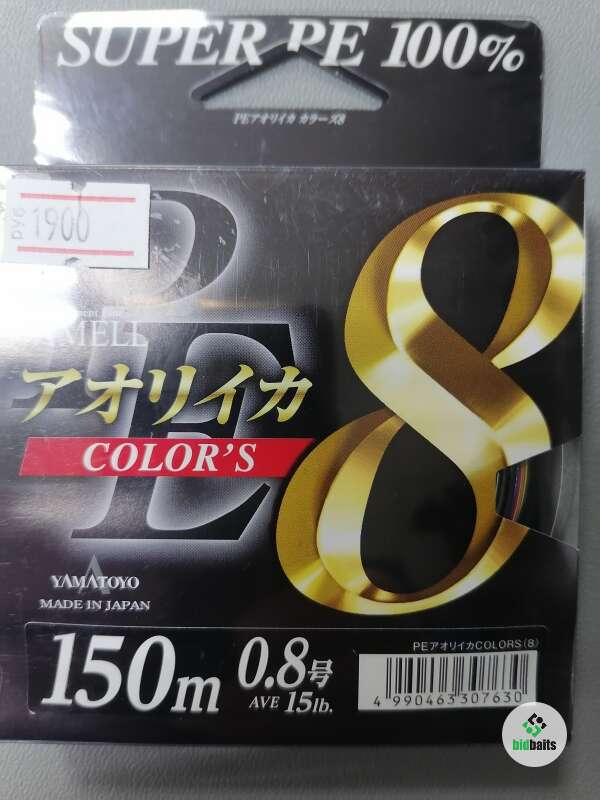 SUPER PE 100%
PEアオリイカ カラーズ8
руб
1900
PE
8
アオリイカ
COLOR'S
YAMATOYO
MADE IN JAPAN
150m
0.8号
AVE 15lb.
PEアオリイカCOLORS(8)
4 990463 307630
bidbaits